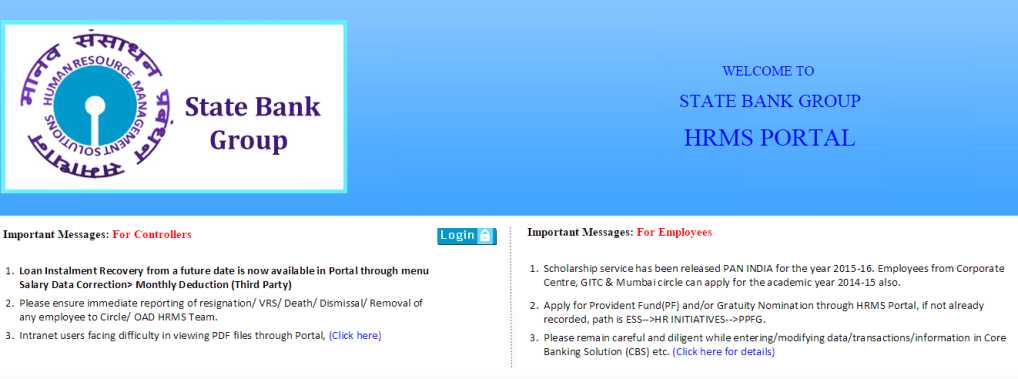 मानव संसाधन प्रबंधन समाधान
HUMAN RESOURCE MANAGEMENT SOLUTIONS
State Bank
Group
WELCOME TO
STATE BANK GROUP
HRMS PORTAL
Important Messages: For Controllers
Login
1. Loan Instalment Recovery from a future date is now available in Portal through menu
Salary Data Correction> Monthly Deduction (Third Party)
2. Please ensure immediate reporting of resignation/ VRS/ Death/ Dismissal/ Removal of
any employee to Circle/ OAD HRMS Team.
3. Intranet users facing difficulty in viewing PDF files through Portal, (Click here)
Important Messages: For Employees
1. Scholarship service has been released PAN INDIA for the year 2015-16. Employees from Corporate
Centre, GITC & Mumbai circle can apply for the academic year 2014-15 also.
2. Apply for Provident Fund(PF) and/or Gratuity Nomination through HRMS Portal, if not already
recorded, path is ESS-->HR INITIATIVES-->PPFG.
3. Please remain careful and diligent while entering/modifying data/transactions/information in Core
Banking Solution (CBS) etc. (Click here for details)